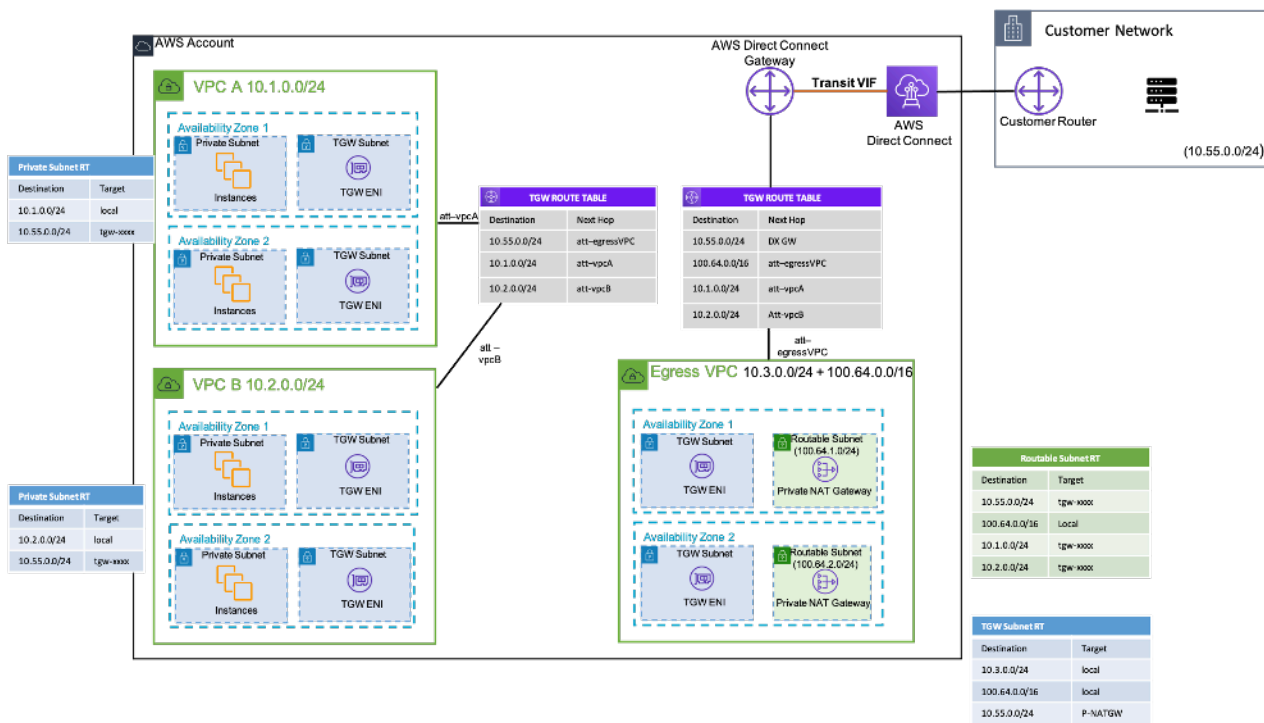 AWS Account
VPC A 10.1.0.0/24
Availability Zone 1
Private Subnet
Instances
TGW Subnet
TGW ENI
Availability Zone 2
Private Subnet
Instances
TGW Subnet
TGW ENI
Private Subnet RT
Destination Target
10.1.0.0/24 local
10.55.0.0/24 tgw-xxxx
VPC B 10.2.0.0/24
Availability Zone 1
Private Subnet
Instances
TGW Subnet
TGW ENI
Availability Zone 2
Private Subnet
Instances
TGW Subnet
TGW ENI
Private Subnet RT
Destination Target
10.2.0.0/24 local
10.55.0.0/24 tgw-xxxx
att–vpcA
att –
vpcB
TGW ROUTE TABLE
Destination Next Hop
10.55.0.0/24 att–egressVPC
10.1.0.0/24 att–vpcA
10.2.0.0/24 att-vpcB
AWS Direct Connect
Gateway
Transit VIF
AWS
Direct Connect
Customer Network
Customer Router
(10.55.0.0/24)
TGW ROUTE TABLE
Destination Next Hop
10.55.0.0/24 DX GW
100.64.0.0/16 att–egressVPC
10.1.0.0/24 att–vpcA
10.2.0.0/24 Att-vpcB
att–
egressVPC
Egress VPC 10.3.0.0/24 + 100.64.0.0/16
Availability Zone 1
TGW Subnet
TGW ENI
Routable Subnet
(100.64.1.0/24)
Private NAT Gateway
Availability Zone 2
TGW Subnet
TGW ENI
Routable Subnet
(100.64.2.0/24)
Private NAT Gateway
Routable Subnet RT
Destination Target
10.55.0.0/24 tgw-xxxx
100.64.0.0/16 Local
10.1.0.0/24 tgw-xxxx
10.2.0.0/24 tgw-xxxx
TGW Subnet RT
Destination Target
10.3.0.0/24 local
100.64.0.0/16 local
10.55.0.0/24 P-NATGW